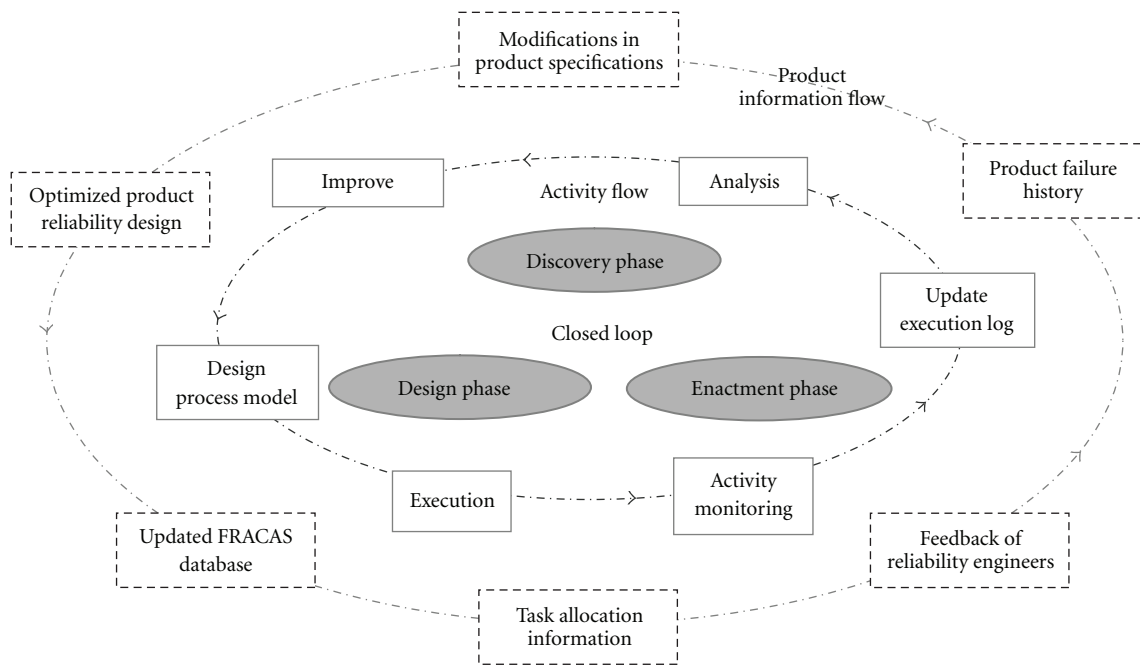 Modifications in
product specifications
Product
information flow
Product failure
history
Optimized product
reliability design
Improve
Analysis
Activity flow
Discovery phase
Update
execution log
Closed loop
Design
process model
Design phase
Enactment phase
Execution
Activity
monitoring
Updated FRACAS
database
Feedback of
reliability engineers
Task allocation
information